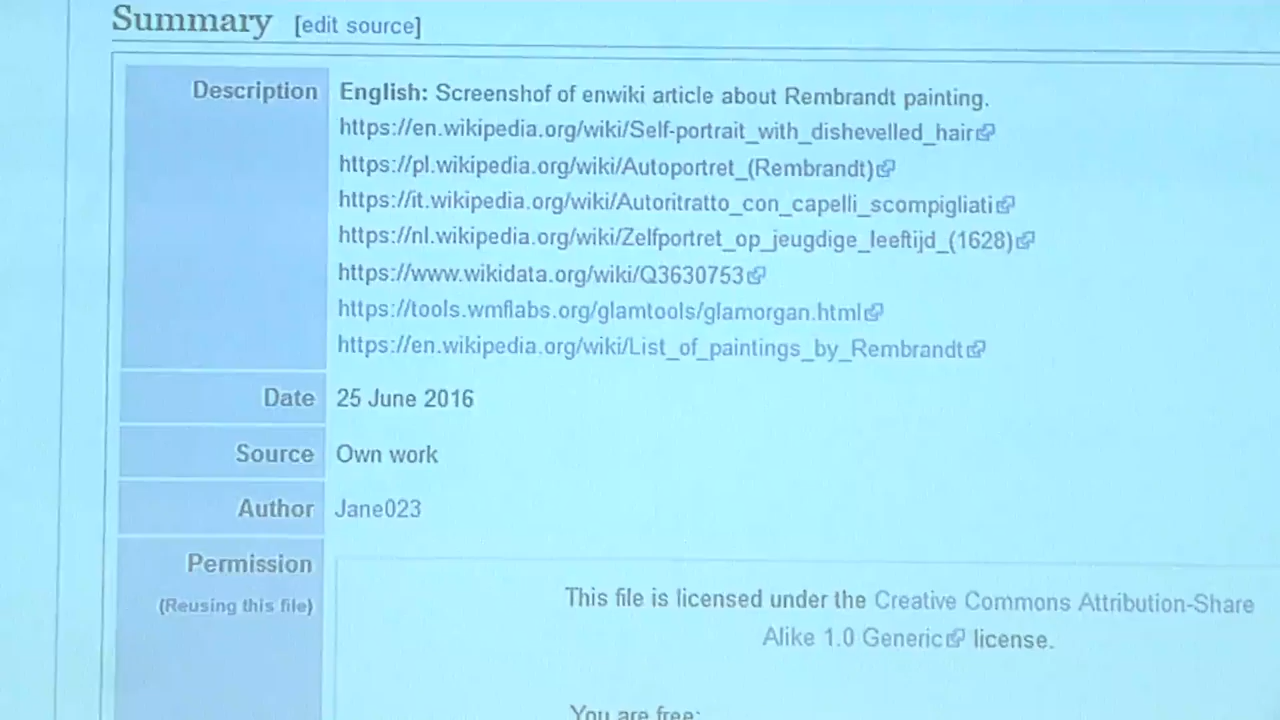 Summary [edit source]
Description English: Screenshof of enwiki article about Rembrandt painting.
https://en.wikipedia.org/wiki/Self-portrait_with_dishevelled_hair
https://pl.wikipedia.org/wiki/Autoportret_(Rembrandt)
https://it.wikipedia.org/wiki/Autoritratto_con_capelli_scompigliati
https://nl.wikipedia.org/wiki/Zelfportret_op_jeugdige_leeftijd_(1628)
https://www.wikidata.org/wiki/Q3630753
https://tools.wmflabs.org/glamtools/glamorgan.html
https://en.wikipedia.org/wiki/List_of_paintings_by_Rembrandt
Date 25 June 2016
Source Own work
Author Jane023
Permission
(Reusing this file)
This file is licensed under the Creative Commons Attribution-Share
Alike 1.0 Generic license.
You are free: